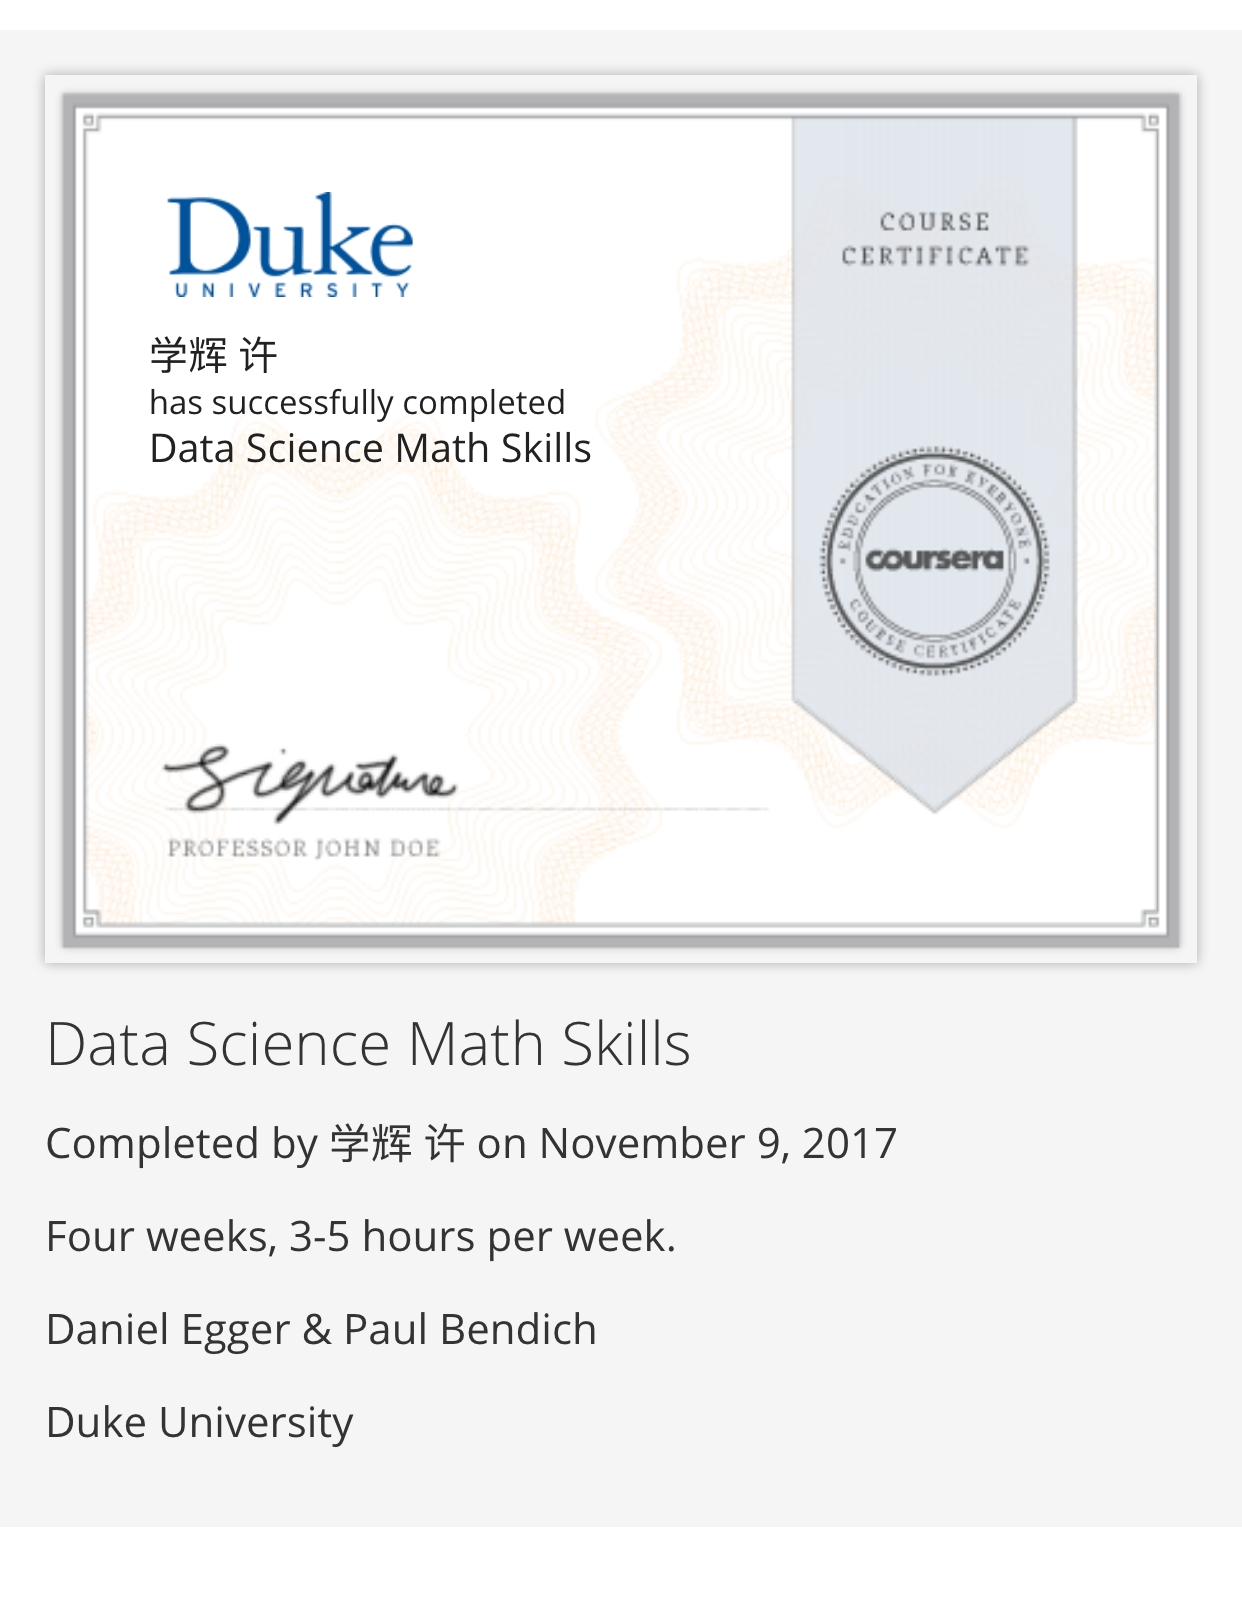 Duke
UNIVERSITY
学辉 许
has successfully completed
Data Science Math Skills
COURSE
CERTIFICATE
EDUCATION FOR EVERYONE
coursera
COURSE CERTIFICATE
Signature
PROFESSOR JOHN DOE
Data Science Math Skills
Completed by 学辉 许 on November 9, 2017
Four weeks, 3-5 hours per week.
Daniel Egger & Paul Bendich
Duke University